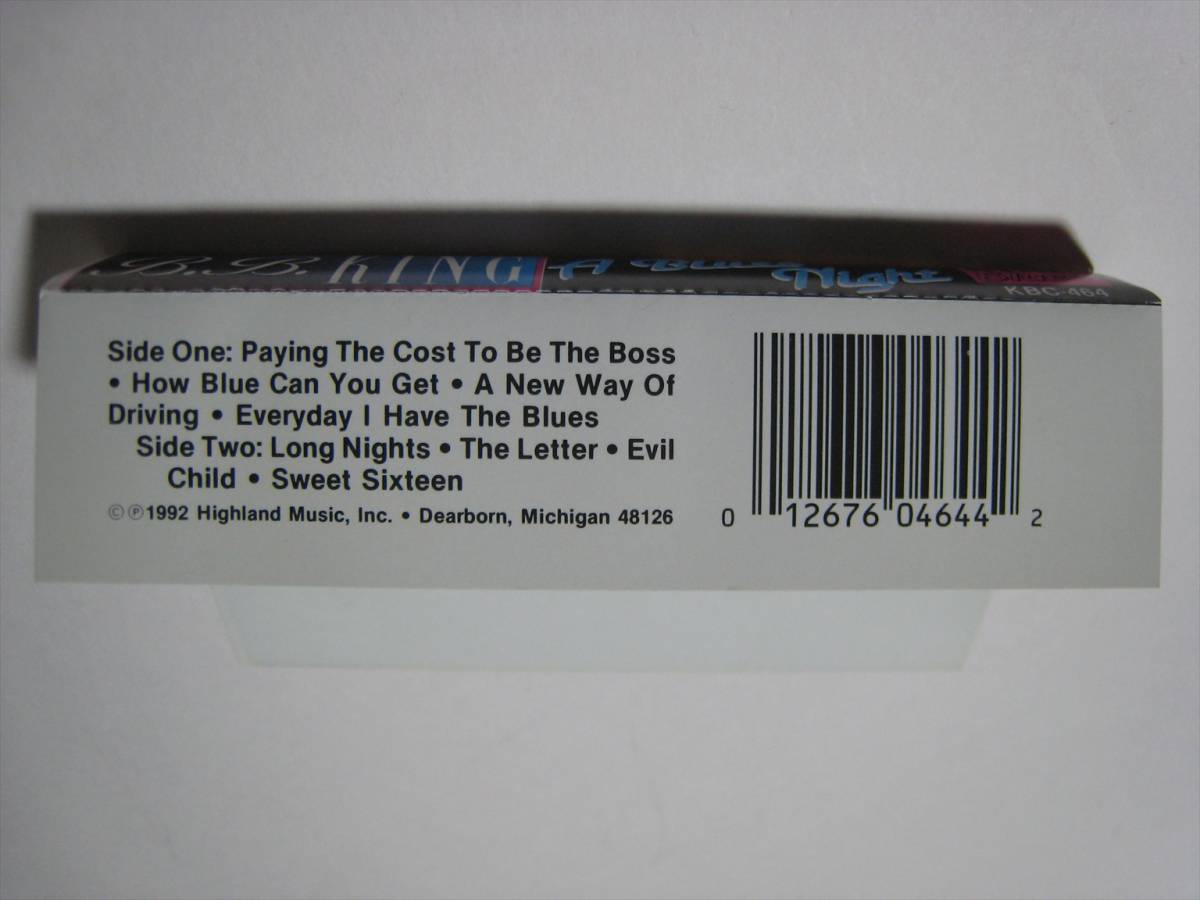 B.B. KING A Blues Night
KBC-464
Side One: Paying The Cost To Be The Boss
• How Blue Can You Get • A New Way Of
Driving • Everyday I Have The Blues
Side Two: Long Nights • The Letter • Evil
Child • Sweet Sixteen
©℗1992 Highland Music, Inc. • Dearborn, Michigan 48126
0 12676 04644 2